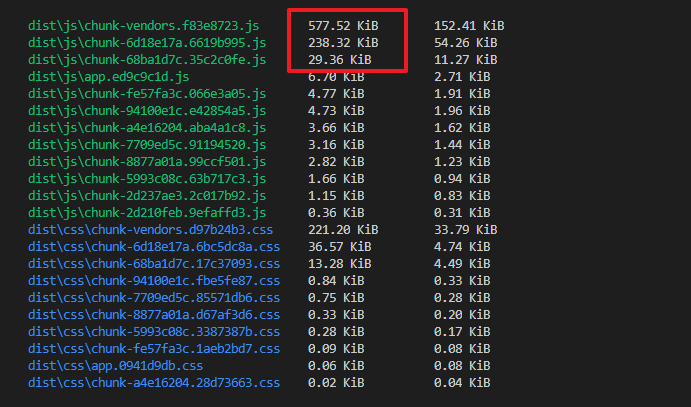 dist\js\chunk-vendors.f83e8723.js 577.52 KiB 152.41 KiB
dist\js\chunk-6d18e17a.6619b995.js 238.32 KiB 54.26 KiB
dist\js\chunk-68ba1d7c.35c2c0fe.js 29.36 KiB 11.27 KiB
dist\js\app.ed9c9c1d.js 6.70 KiB 2.71 KiB
dist\js\chunk-fe57fa3c.066e3a05.js 4.77 KiB 1.91 KiB
dist\js\chunk-94100e1c.e42854a5.js 4.73 KiB 1.96 KiB
dist\js\chunk-a4e16204.aba4a1c8.js 3.66 KiB 1.62 KiB
dist\js\chunk-7709ed5c.91194520.js 3.16 KiB 1.44 KiB
dist\js\chunk-8877a01a.99ccf501.js 2.82 KiB 1.23 KiB
dist\js\chunk-5993c08c.63b717c3.js 1.66 KiB 0.94 KiB
dist\js\chunk-2d237ae3.2c017b92.js 1.15 KiB 0.83 KiB
dist\js\chunk-2d210feb.9efaffd3.js 0.36 KiB 0.31 KiB
dist\css\chunk-vendors.d97b24b3.css 221.20 KiB 33.79 KiB
dist\css\chunk-6d18e17a.6bc5dc8a.css 36.57 KiB 4.74 KiB
dist\css\chunk-68ba1d7c.17c37093.css 13.28 KiB 4.49 KiB
dist\css\chunk-94100e1c.fbe5fe87.css 0.84 KiB 0.33 KiB
dist\css\chunk-7709ed5c.85571db6.css 0.75 KiB 0.28 KiB
dist\css\chunk-8877a01a.d67af3d6.css 0.33 KiB 0.20 KiB
dist\css\chunk-5993c08c.3387387b.css 0.28 KiB 0.17 KiB
dist\css\chunk-fe57fa3c.1aeb2bd7.css 0.09 KiB 0.08 KiB
dist\css\app.0941d9db.css 0.06 KiB 0.08 KiB
dist\css\chunk-a4e16204.28d73663.css 0.02 KiB 0.04 KiB